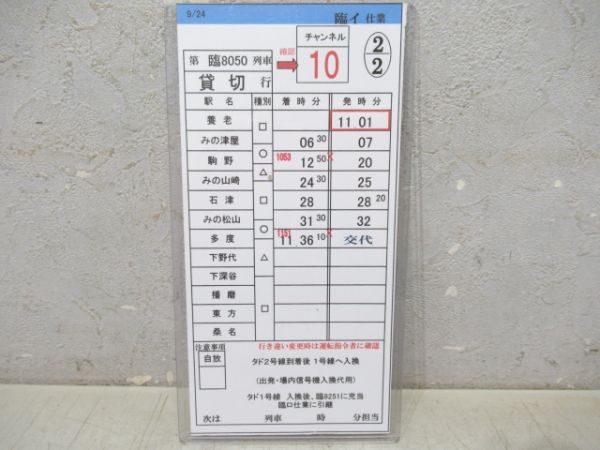 9/24 臨イ 仕業
第 臨8050 列車 確認 チャンネル 10 2/2
貸切 行
駅名 種別 着時分 発時分
養老 □ 11.01
みの津屋 06 30 07
駒野 ○ 1053 12 50 × 20
みの山崎 △ 24 30 25
石津 □ 28 28 20
みの松山 31 30 32
多度 ○ 1151 11.36 10 × 交代
下野代 △
下深谷
播磨 □
東方
桑名
注意事項 行き違い変更時は運転指令者に確認
自放 タド2号線到着後 1号線へ入換
(出発・場内信号機入換代用)
タド1号線 入換後、臨8251に充当
臨ロ仕業に引継
次は 列車 時 分担当